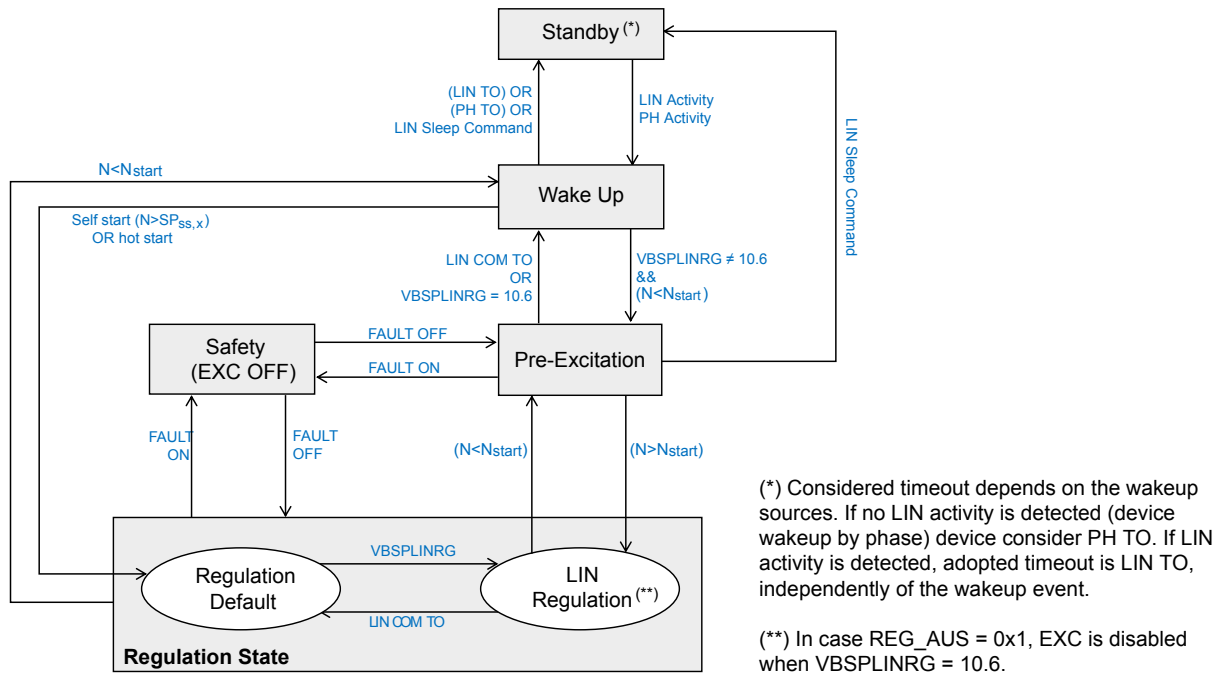 Standby (*)
(LIN TO) OR
(PH TO) OR
LIN Sleep Command
LIN Activity
PH Activity
LIN Sleep Command
N<Nstart
Wake Up
Self start (N>SPss,x)
OR hot start
LIN COM TO
OR
VBSPLINRG = 10.6
VBSPLINRG ≠ 10.6
&&
(N<Nstart)
Safety
(EXC OFF)
FAULT OFF
FAULT ON
Pre-Excitation
FAULT
ON
FAULT
OFF
(N<Nstart)
(N>Nstart)
Regulation
Default
VBSPLINRG
LIN COM TO
LIN
Regulation (**)
Regulation State
(*) Considered timeout depends on the wakeup
sources. If no LIN activity is detected (device
wakeup by phase) device consider PH TO. If LIN
activity is detected, adopted timeout is LIN TO,
independently of the wakeup event.
(**) In case REG_AUS = 0x1, EXC is disabled
when VBSPLINRG = 10.6.